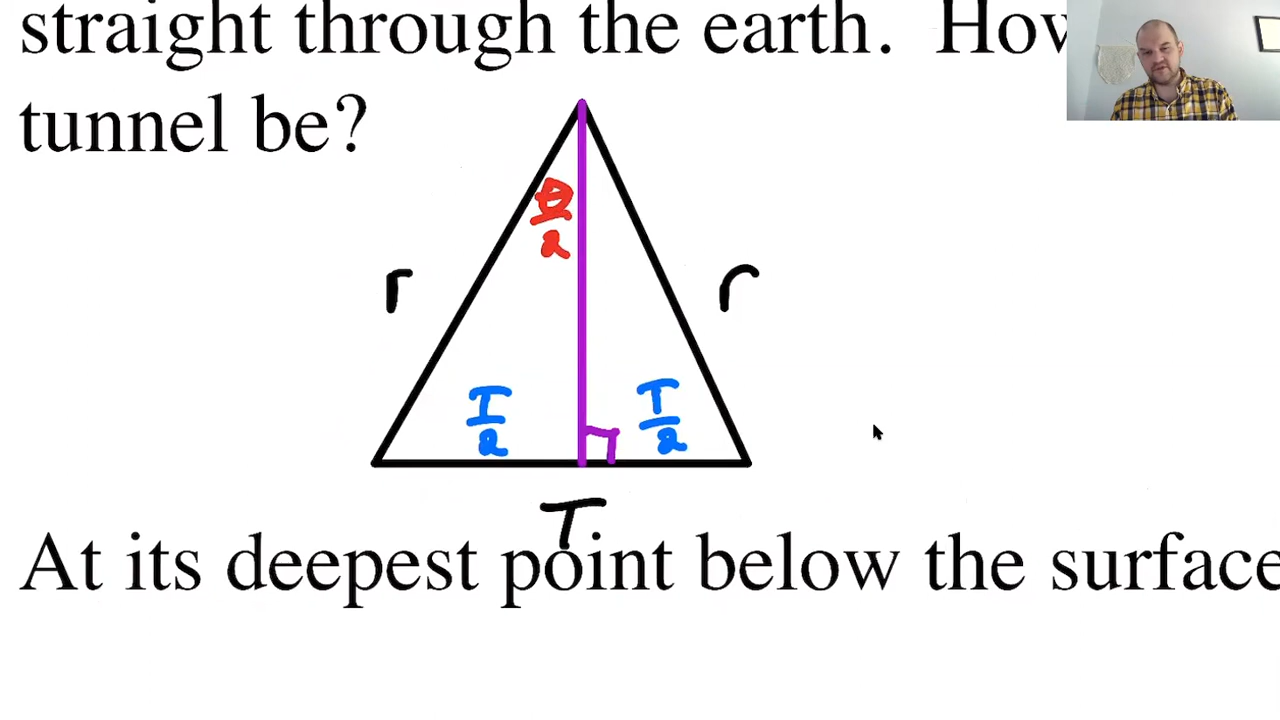 straight through the earth. How
tunnel be?
θ/2
r
r
T/2
T/2
T
At its deepest point below the surface